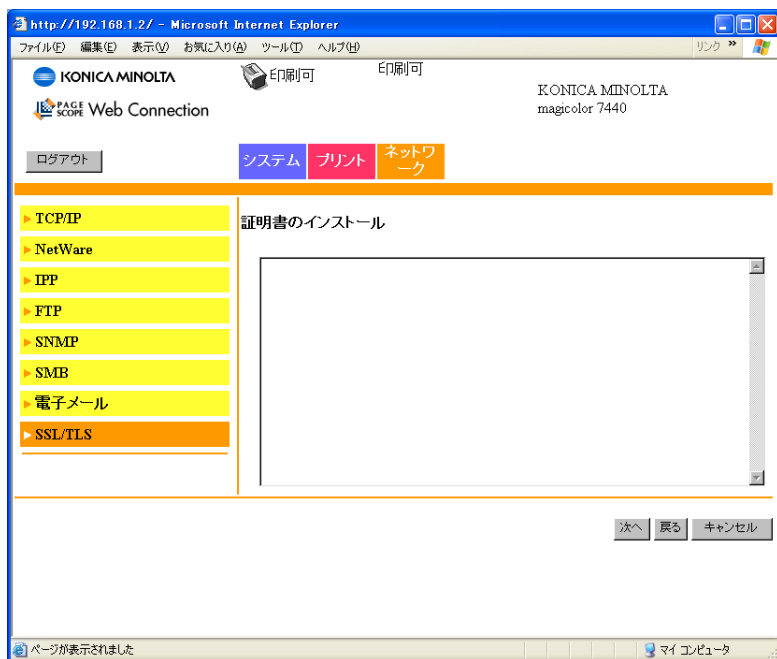 http://192.168.1.2/ - Microsoft Internet Explorer
ファイル(F) 編集(E) 表示(V) お気に入り(A) ツール(T) ヘルプ(H) リンク »
KONICA MINOLTA
印刷可
印刷可
KONICA MINOLTA
magicolor 7440
PAGE SCOPE Web Connection
ログアウト
システム
プリント
ネットワ
ーク
TCP/IP
NetWare
IPP
FTP
SNMP
SMB
電子メール
SSL/TLS
証明書のインストール
次へ 戻る キャンセル
ページが表示されました マイ コンピュータ